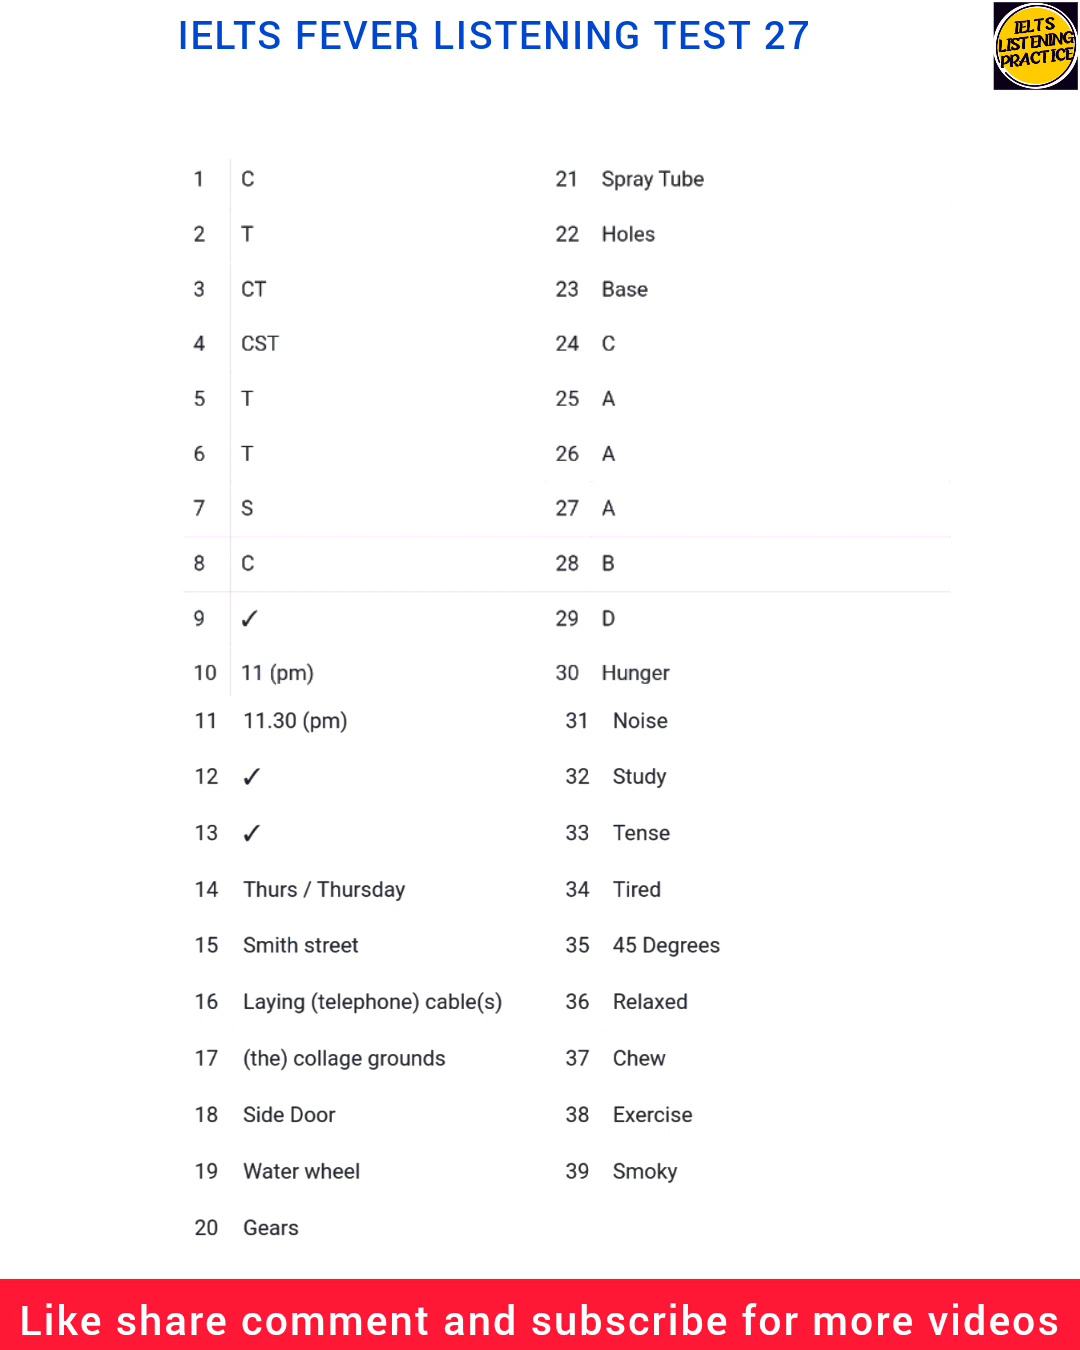 IELTS FEVER LISTENING TEST 27
IELTS
LISTENING
PRACTICE
1 C
2 T
3 CT
4 CST
5 T
6 T
7 S
8 C
9 ✓
10 11 (pm)
11 11.30 (pm)
12 ✓
13 ✓
14 Thurs / Thursday
15 Smith street
16 Laying (telephone) cable(s)
17 (the) collage grounds
18 Side Door
19 Water wheel
20 Gears
21 Spray Tube
22 Holes
23 Base
24 C
25 A
26 A
27 A
28 B
29 D
30 Hunger
31 Noise
32 Study
33 Tense
34 Tired
35 45 Degrees
36 Relaxed
37 Chew
38 Exercise
39 Smoky
Like share comment and subscribe for more videos